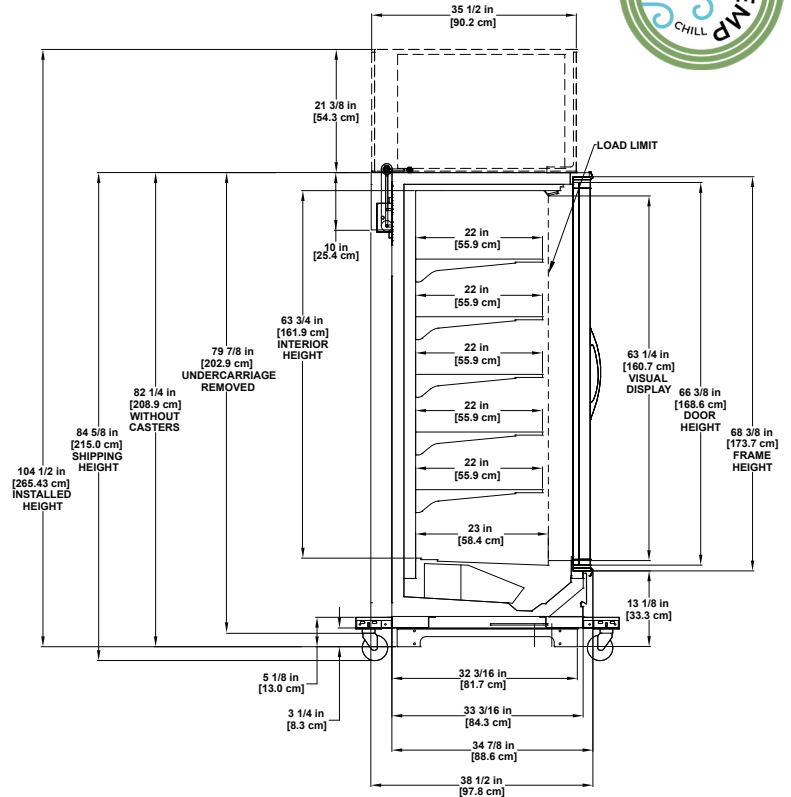 35 1/2 in
[90.2 cm]
CHILL
EMP
21 3/8 in
[54.3 cm]
LOAD LIMIT
10 in
[25.4 cm]
22 in
[55.9 cm]
22 in
[55.9 cm]
22 in
[55.9 cm]
22 in
[55.9 cm]
22 in
[55.9 cm]
23 in
[58.4 cm]
63 3/4 in
[161.9 cm]
INTERIOR
HEIGHT
79 7/8 in
[202.9 cm]
UNDERCARRIAGE
REMOVED
82 1/4 in
[208.9 cm]
WITHOUT
CASTERS
84 5/8 in
[215.0 cm]
SHIPPING
HEIGHT
104 1/2 in
[265.43 cm]
INSTALLED
HEIGHT
63 1/4 in
[160.7 cm]
VISUAL
DISPLAY
66 3/8 in
[168.6 cm]
DOOR
HEIGHT
68 3/8 in
[173.7 cm]
FRAME
HEIGHT
13 1/8 in
[33.3 cm]
5 1/8 in
[13.0 cm]
3 1/4 in
[8.3 cm]
32 3/16 in
[81.7 cm]
33 3/16 in
[84.3 cm]
34 7/8 in
[88.6 cm]
38 1/2 in
[97.8 cm]